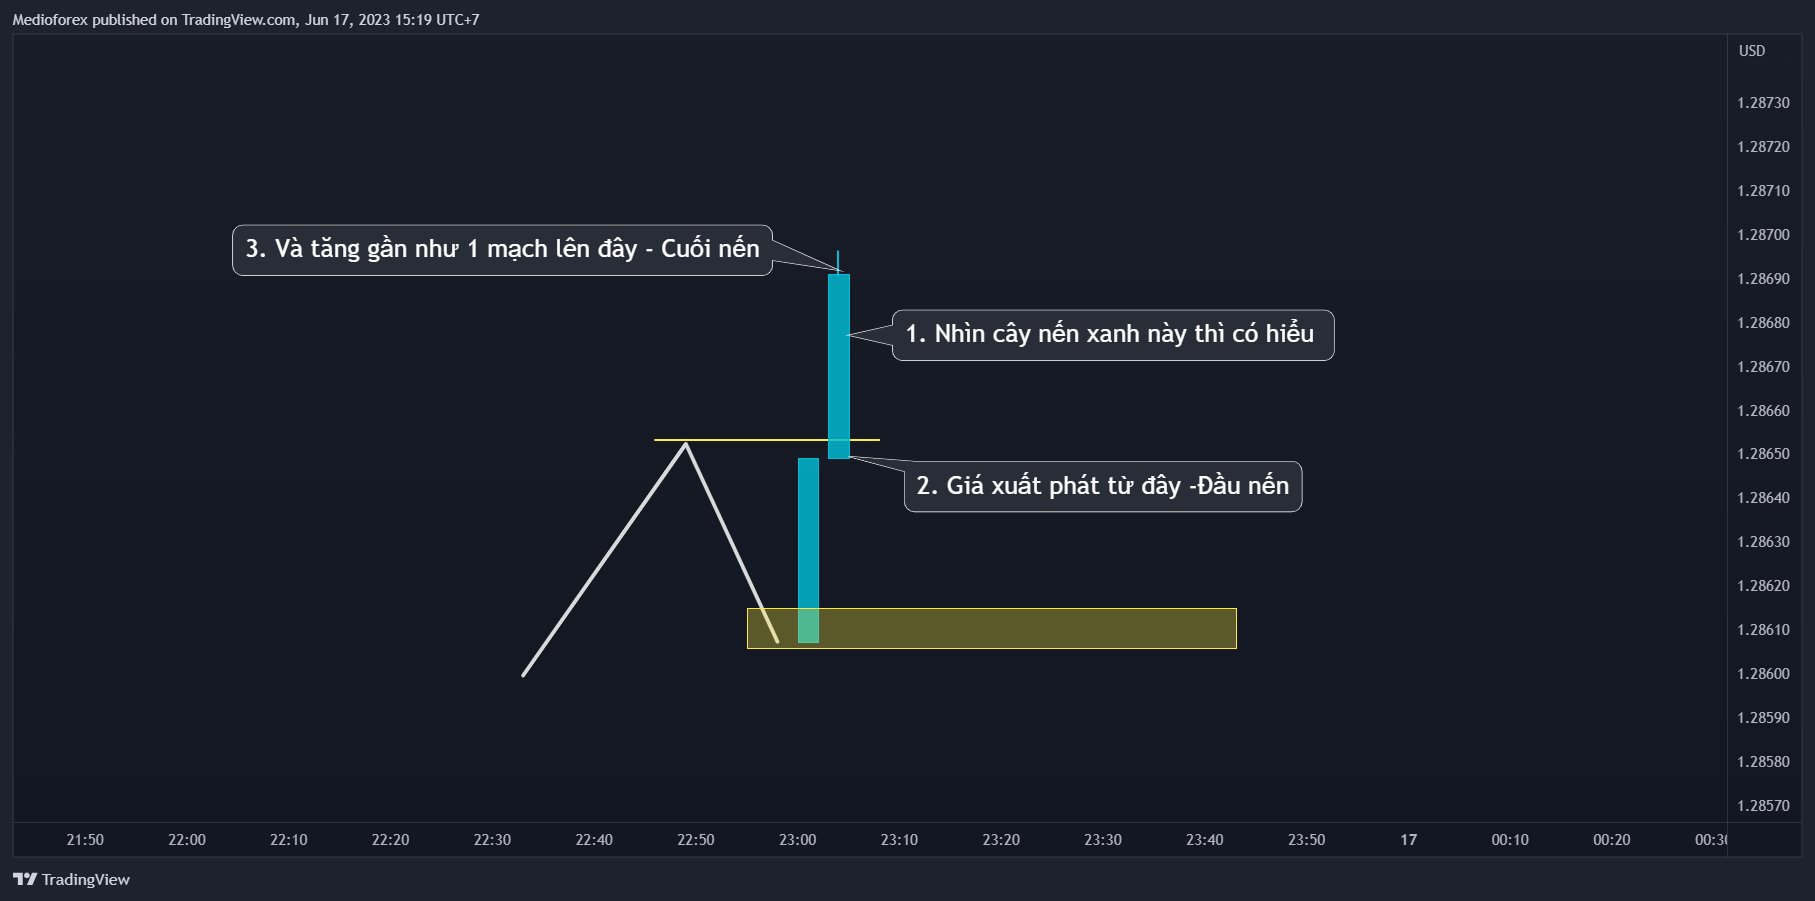 Medioforex published on TradingView.com, Jun 17, 2023 15:19 UTC+7
USD
1.28730
1.28720
1.28710
1.28700
3. Và tăng gần như 1 mạch lên đây - Cuối nến
1.28690
1. Nhìn cây nến xanh này thì có hiểu
1.28680
1.28670
1.28660
1.28650
2. Giá xuất phát từ đây -Đầu nến
1.28640
1.28630
1.28620
1.28610
1.28600
1.28590
1.28580
1.28570
21:50 22:00 22:10 22:20 22:30 22:40 22:50 23:00 23:10 23:20 23:30 23:40 23:50 17 00:10 00:20 00:30
TradingView